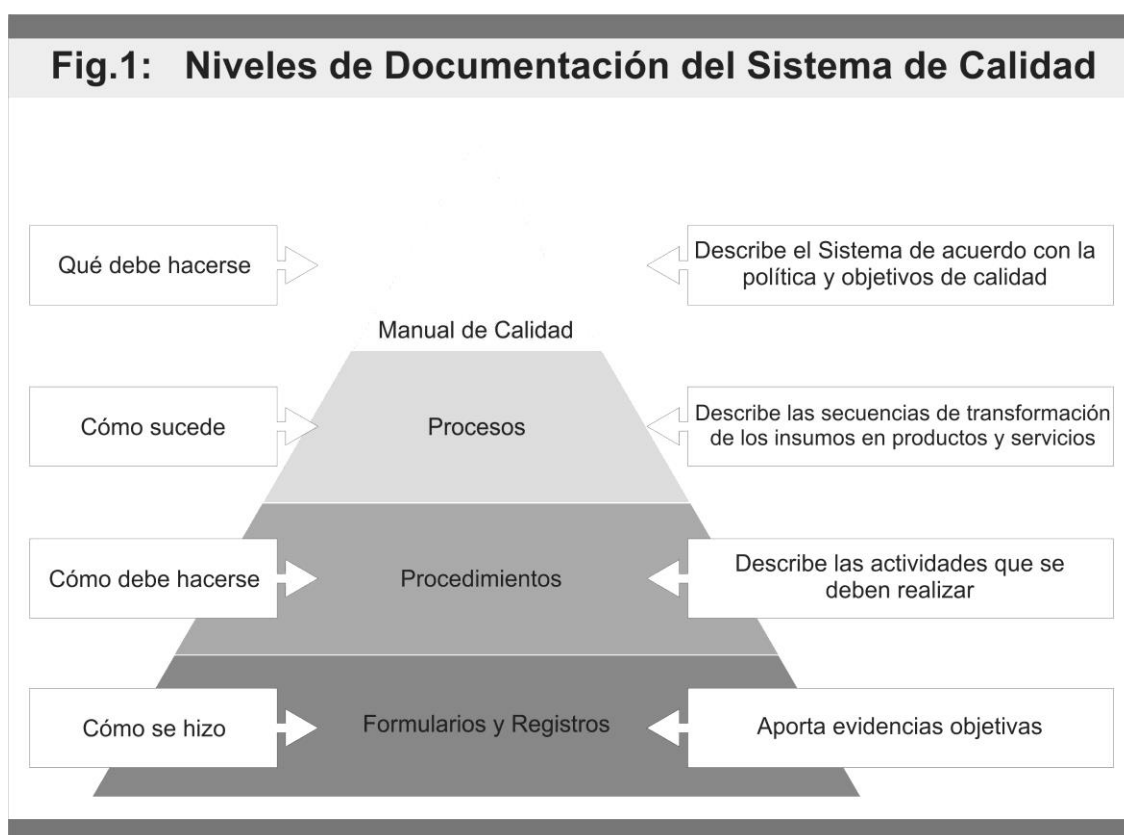 Fig.1: Niveles de Documentación del Sistema de Calidad
Qué debe hacerse
Describe el Sistema de acuerdo con la
política y objetivos de calidad
Manual de Calidad
Cómo sucede
Procesos
Describe las secuencias de transformación
de los insumos en productos y servicios
Cómo debe hacerse
Procedimientos
Describe las actividades que se
deben realizar
Cómo se hizo
Formularios y Registros
Aporta evidencias objetivas